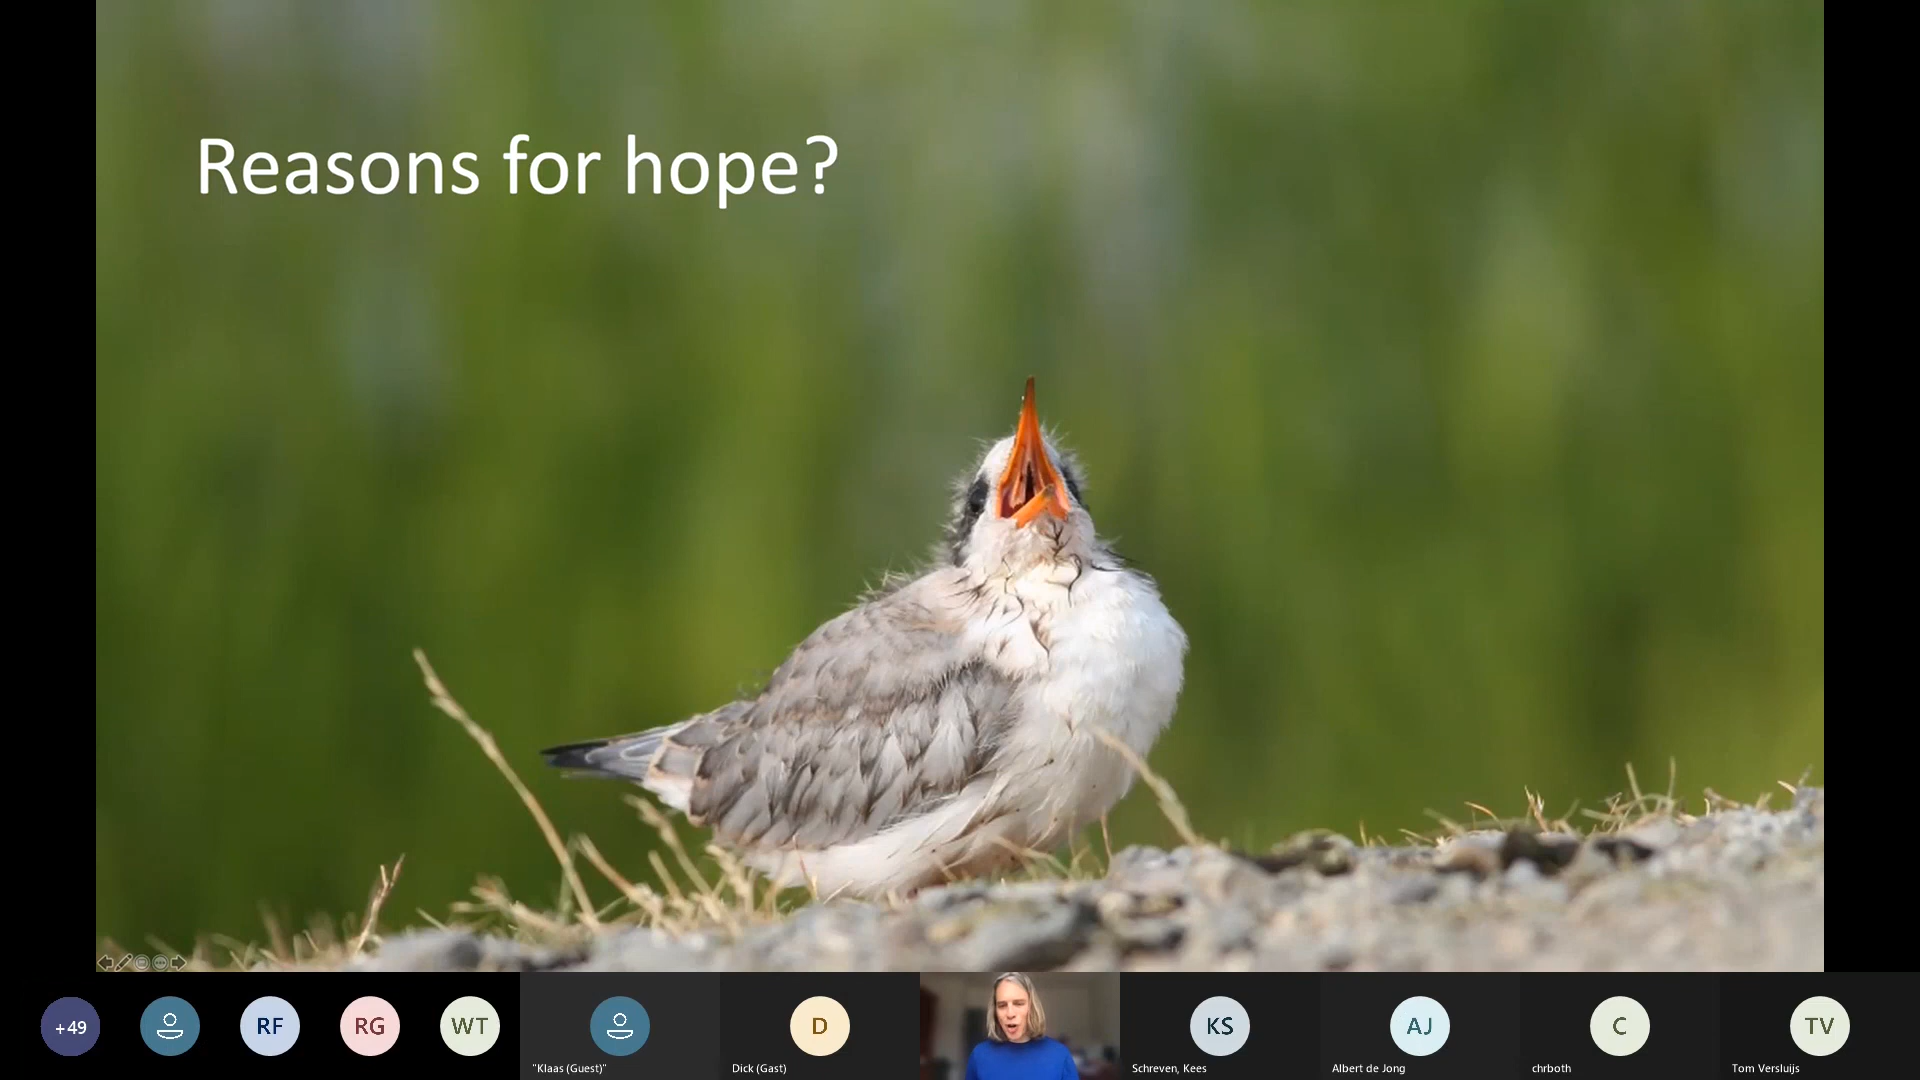 Reasons for hope?
+49
RF
RG
WT
"Klaas (Guest)"
D
Dick (Gast)
KS
Schreven, Kees
AJ
Albert de Jong
C
chrboth
TV
Tom Versluijs